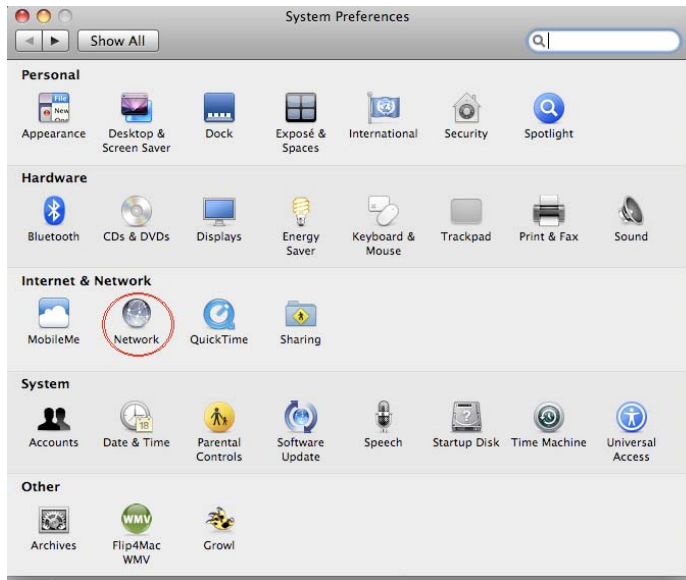 System Preferences
Show All
Personal
File
New
Appearance
Desktop &
Screen Saver
Dock
Exposé &
Spaces
International
Security
Spotlight
Hardware
Bluetooth
CDs & DVDs
Displays
Energy
Saver
Keyboard &
Mouse
Trackpad
Print & Fax
Sound
Internet & Network
MobileMe
Network
QuickTime
Sharing
System
18
?
Accounts
Date & Time
Parental
Controls
Software
Update
Speech
Startup Disk
Time Machine
Universal
Access
Other
WMV
Archives
Flip4Mac
WMV
Growl